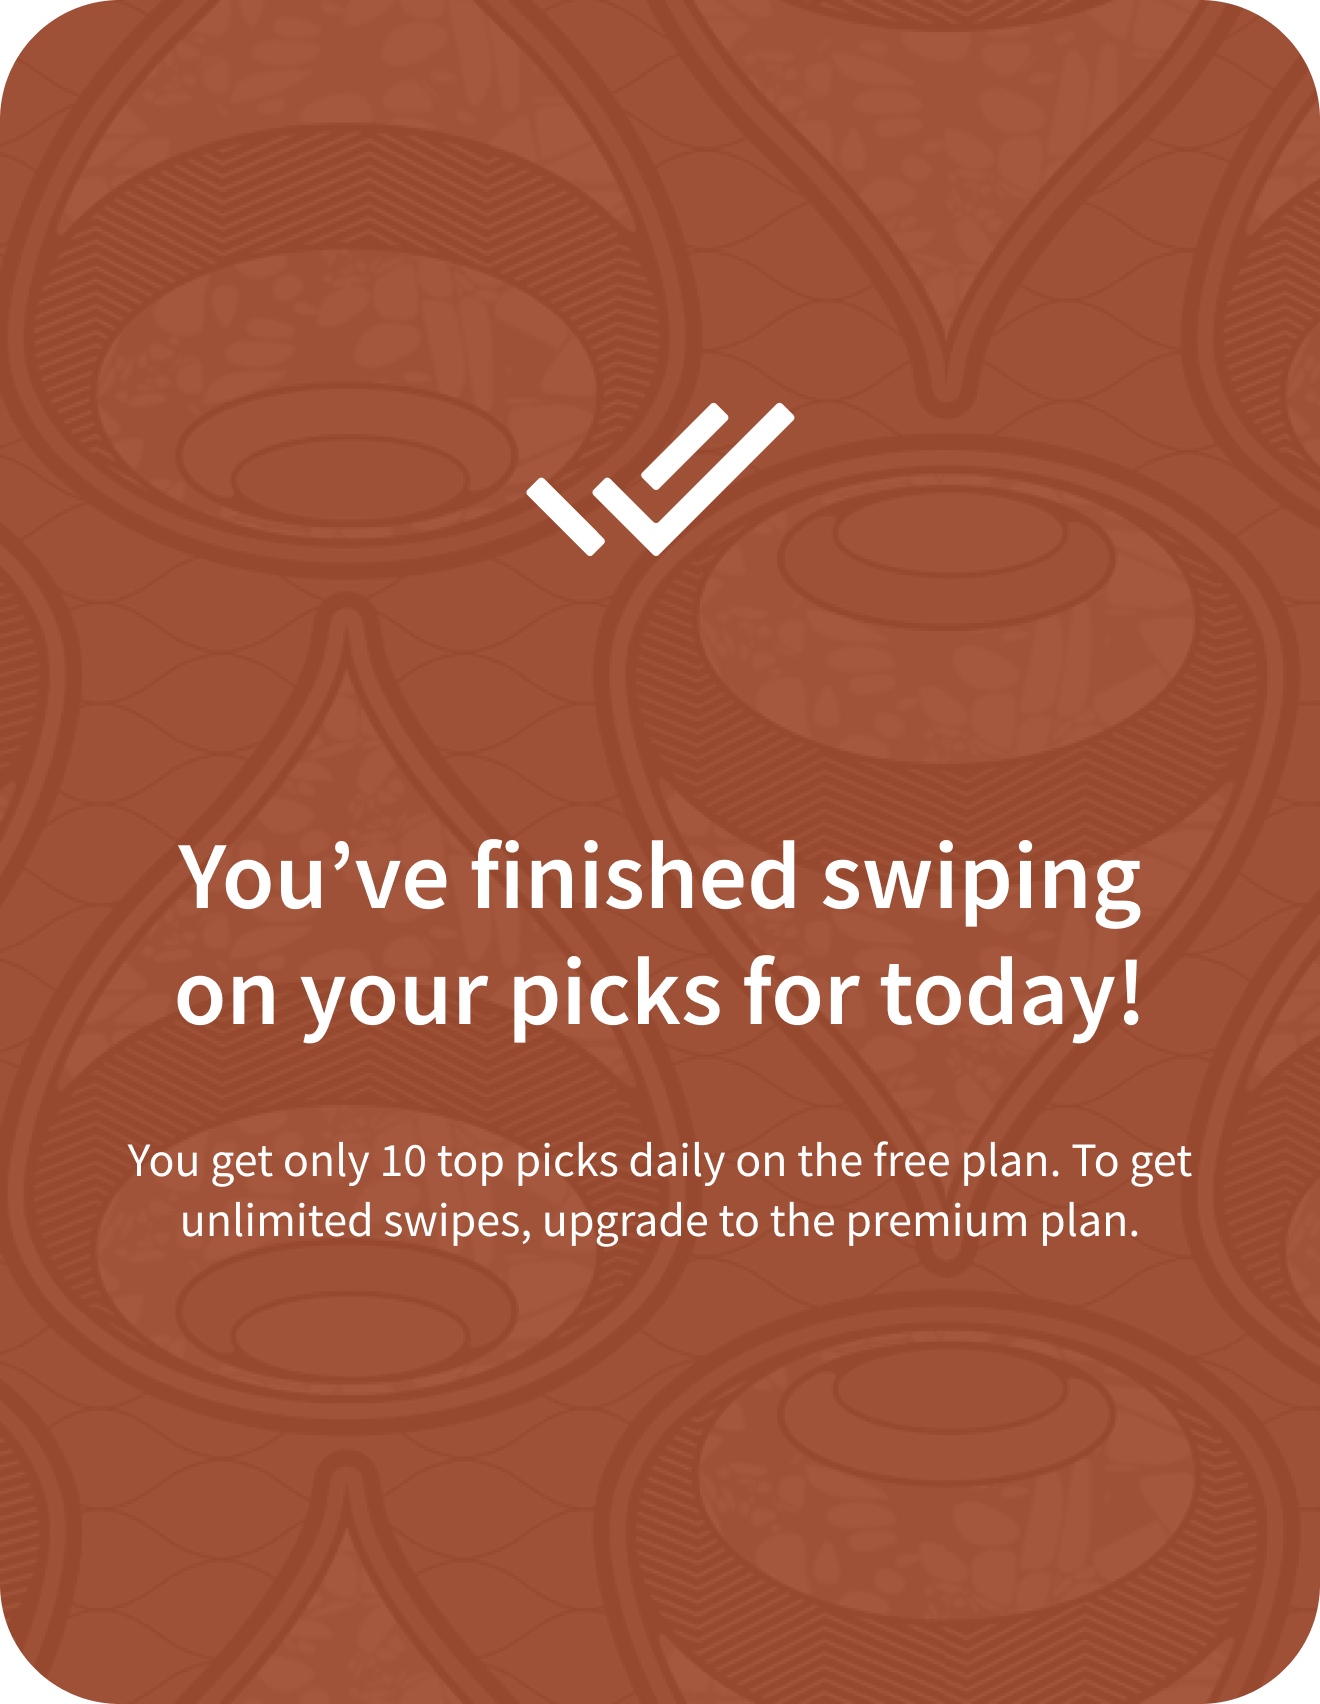 You’ve finished swiping
on your picks for today!
You get only 10 top picks daily on the free plan. To get
unlimited swipes, upgrade to the premium plan.